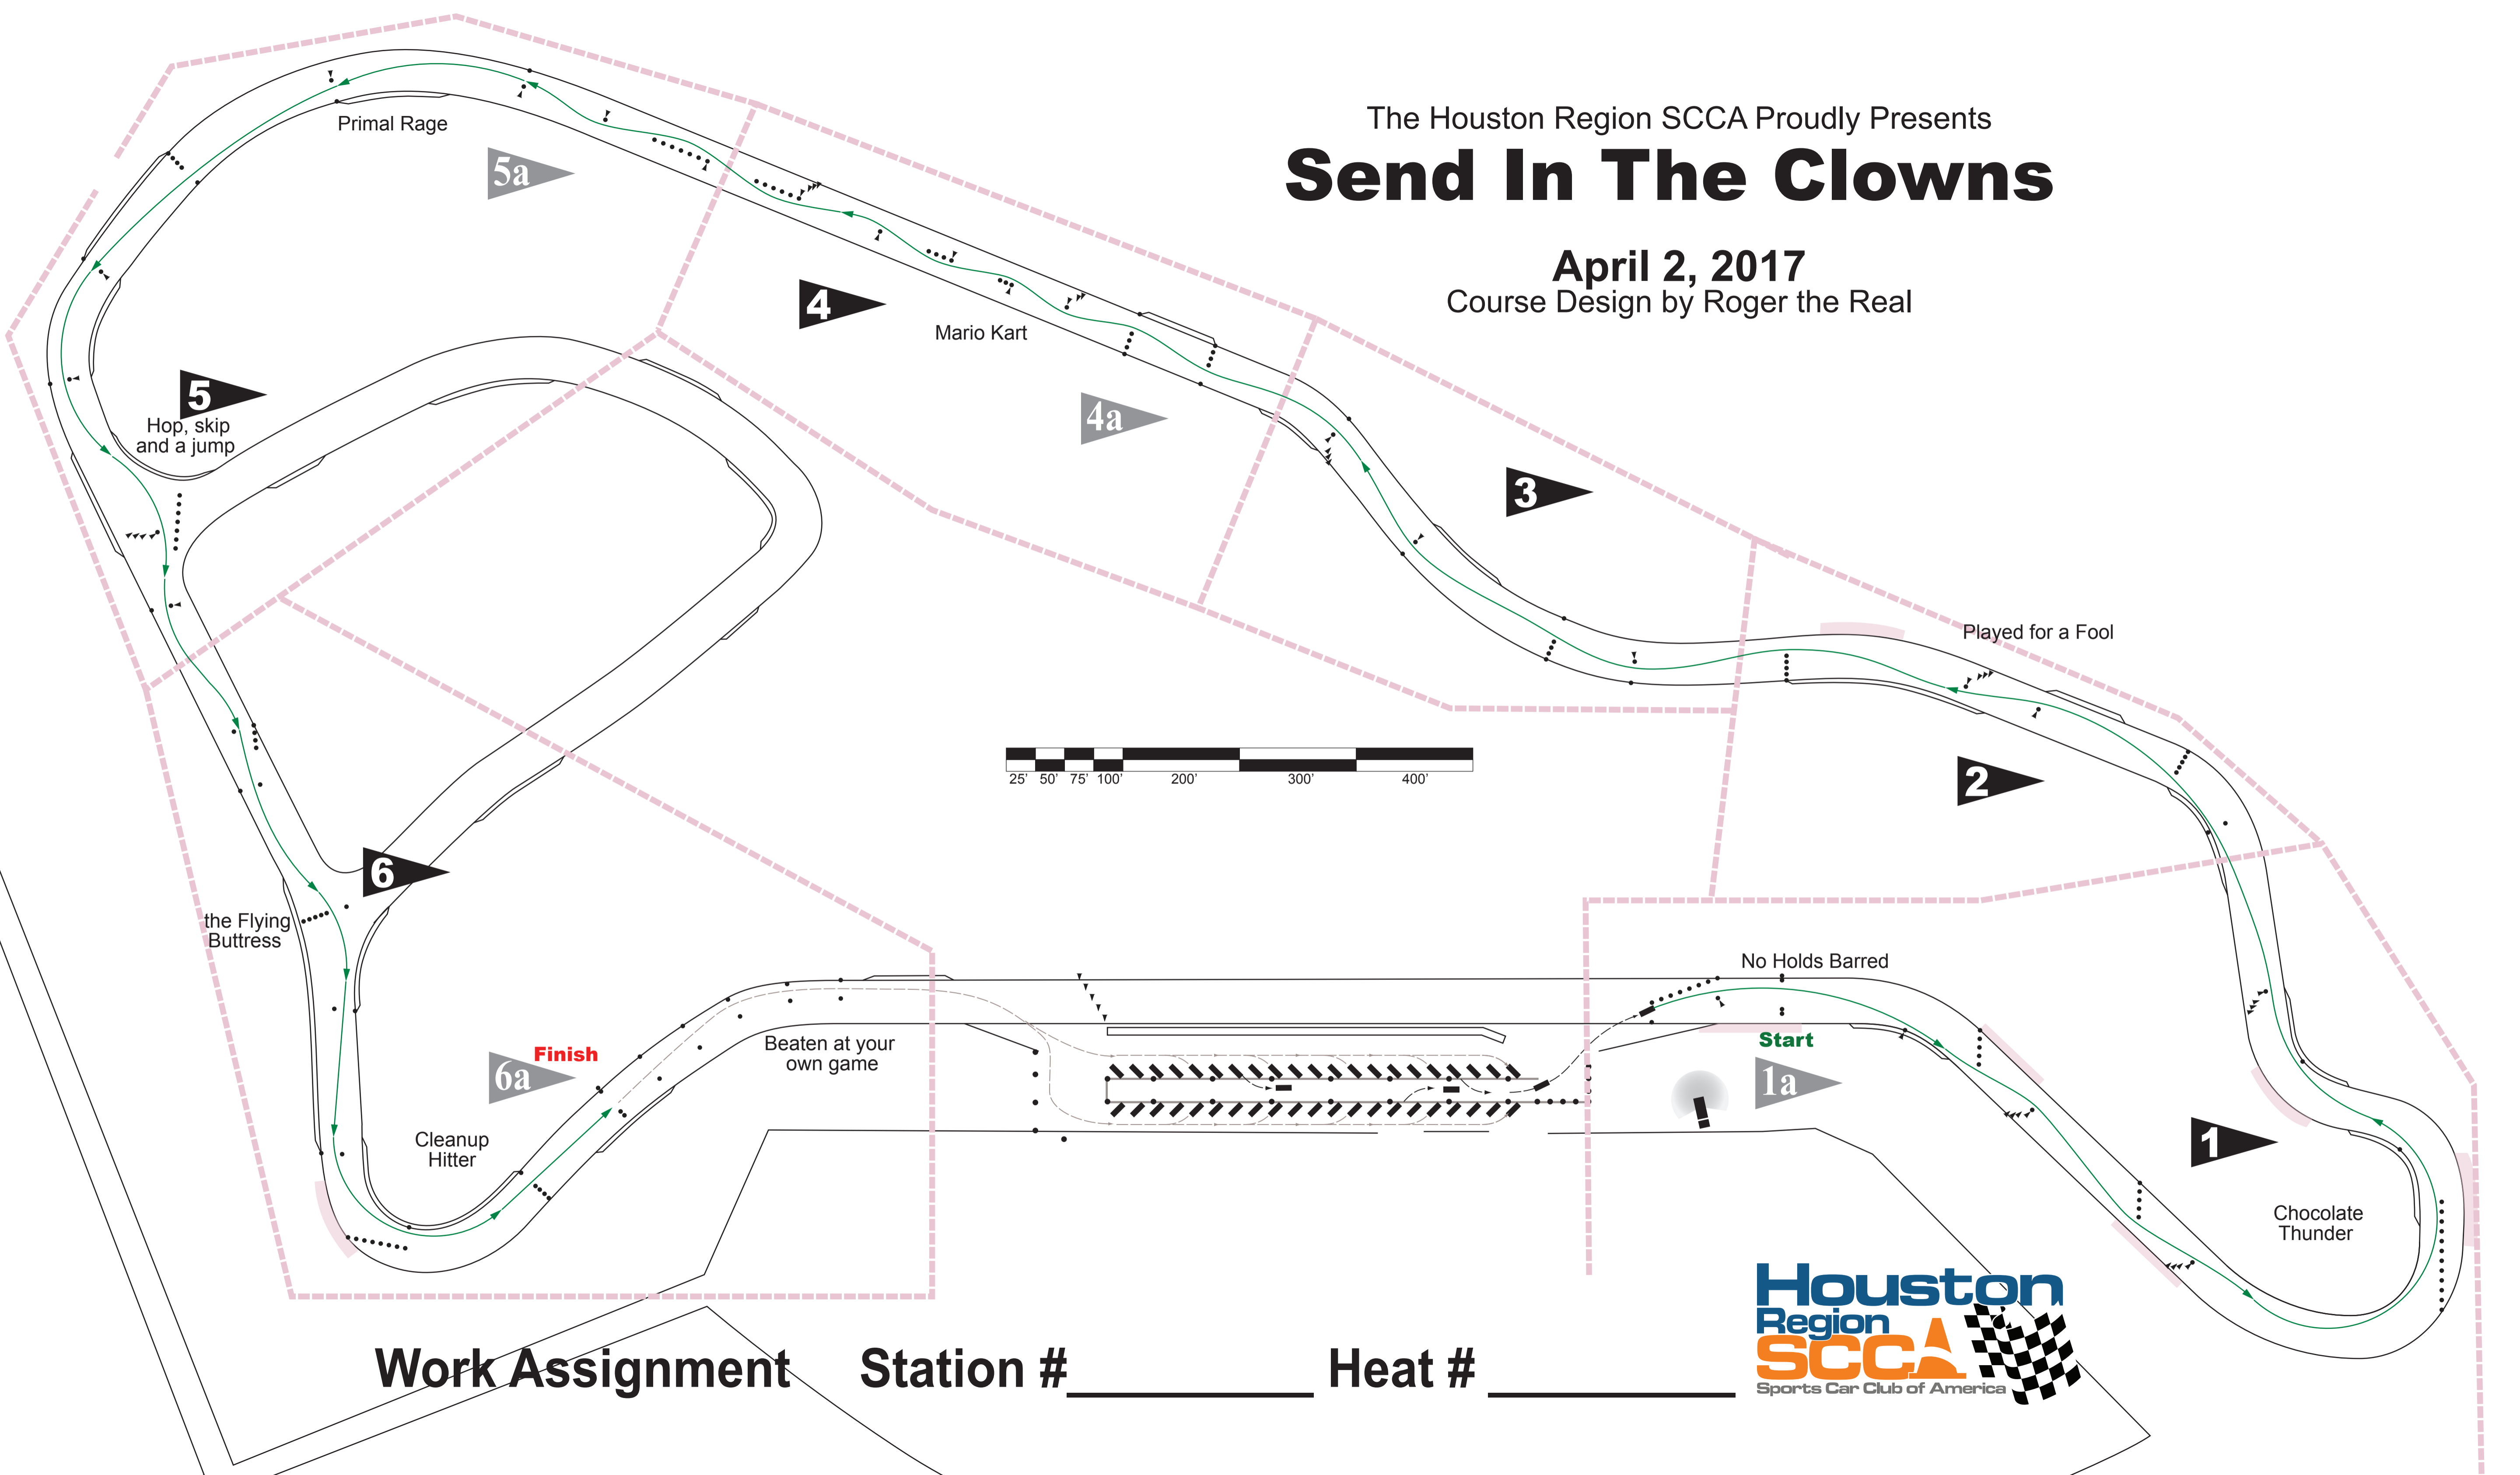 The Houston Region SCCA Proudly Presents
Send In The Clowns
April 2, 2017
Course Design by Roger the Real
Primal Rage
5a
4
Mario Kart
4a
5
Hop, skip
and a jump
3
Played for a Fool
2
25' 50' 75' 100' 200' 300' 400'
6
the Flying
Buttress
No Holds Barred
Start
1a
Finish
6a
Beaten at your
own game
Cleanup
Hitter
1
Chocolate
Thunder
Houston
Region
SCCA
Sports Car Club of America
Work Assignment Station # Heat #